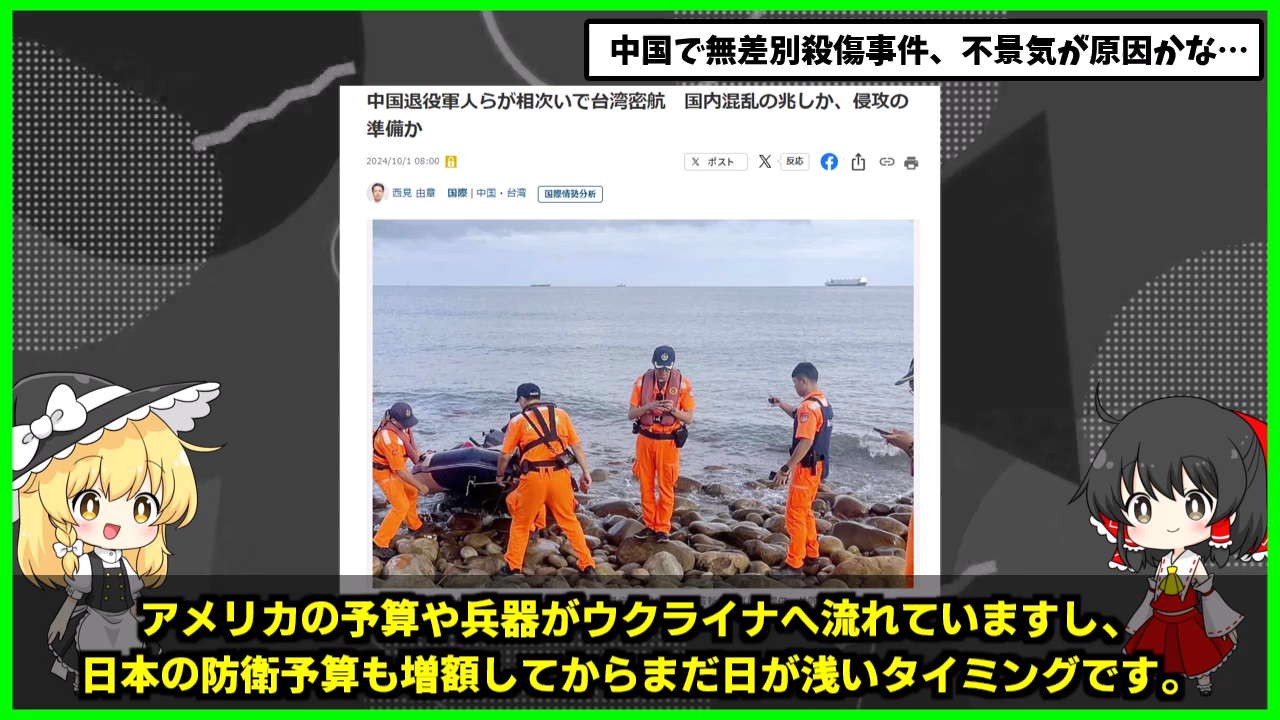 中国で無差別殺傷事件、不景気が原因かな…
中国退役軍人らが相次いで台湾密航　国内混乱の兆しか、侵攻の
準備か
2024/10/1 08:00
ポスト
反応
西見 由章　国際 | 中国・台湾　国際情勢分析
アメリカの予算や兵器がウクライナへ流れていますし、
日本の防衛予算も増額してからまだ日が浅いタイミングです。